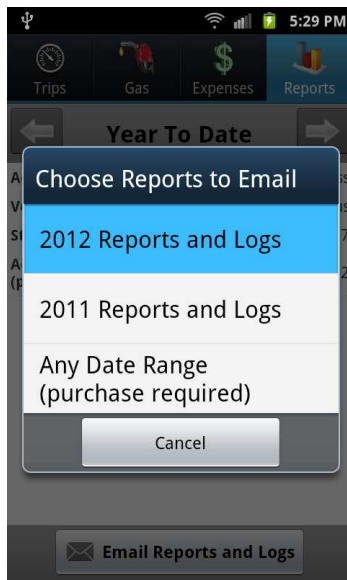 5:29 PM
Trips Gas Expenses Reports
Year To Date
Choose Reports to Email
2012 Reports and Logs
2011 Reports and Logs
Any Date Range
(purchase required)
Cancel
Email Reports and Logs